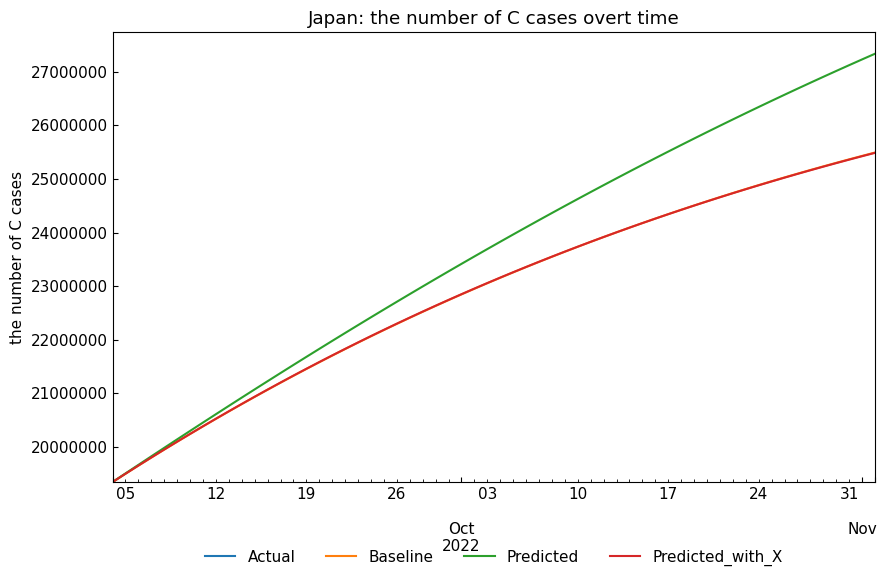 Japan: the number of C cases overt time
the number of C cases
27000000
26000000
25000000
24000000
23000000
22000000
21000000
20000000
05 12 19 26 03 10 17 24 31
Oct Nov
2022
Actual Baseline Predicted Predicted_with_X